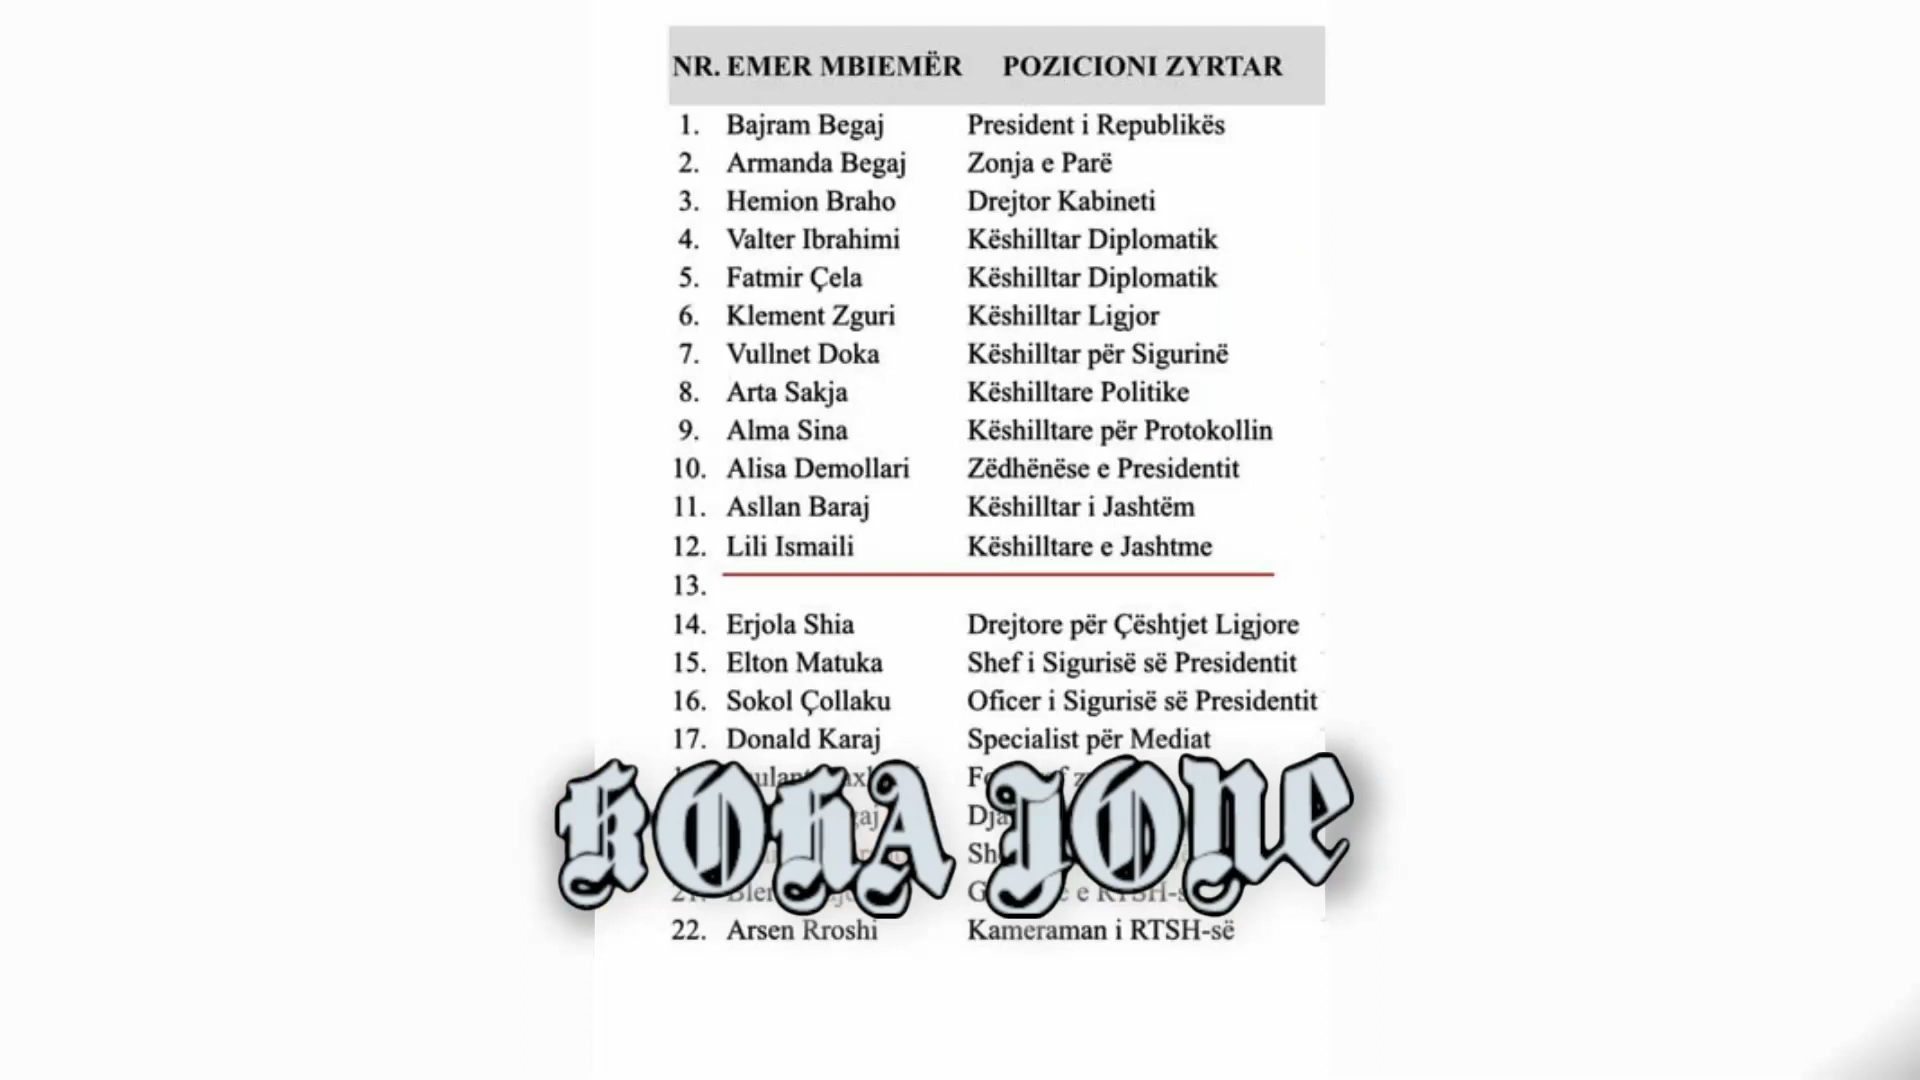 NR. EMER MBIEMËR POZICIONI ZYRTAR
1. Bajram Begaj President i Republikës
2. Armanda Begaj Zonja e Parë
3. Hemion Braho Drejtor Kabineti
4. Valter Ibrahimi Këshilltar Diplomatik
5. Fatmir Çela Këshilltar Diplomatik
6. Klement Zguri Këshilltar Ligjor
7. Vullnet Doka Këshilltar për Sigurinë
8. Arta Sakja Këshilltare Politike
9. Alma Sina Këshilltare për Protokollin
10. Alisa Demollari Zëdhënëse e Presidentit
11. Asllan Baraj Këshilltar i Jashtëm
12. Lili Ismaili Këshilltare e Jashtme
13.
14. Erjola Shia Drejtore për Çështjet Ligjore
15. Elton Matuka Shef i Sigurisë së Presidentit
16. Sokol Çollaku Oficer i Sigurisë së Presidentit
17. Donald Karaj Specialist për Mediat
KOHA JONE
21. e
22. Arsen Rroshi Kameraman i RTSH-së